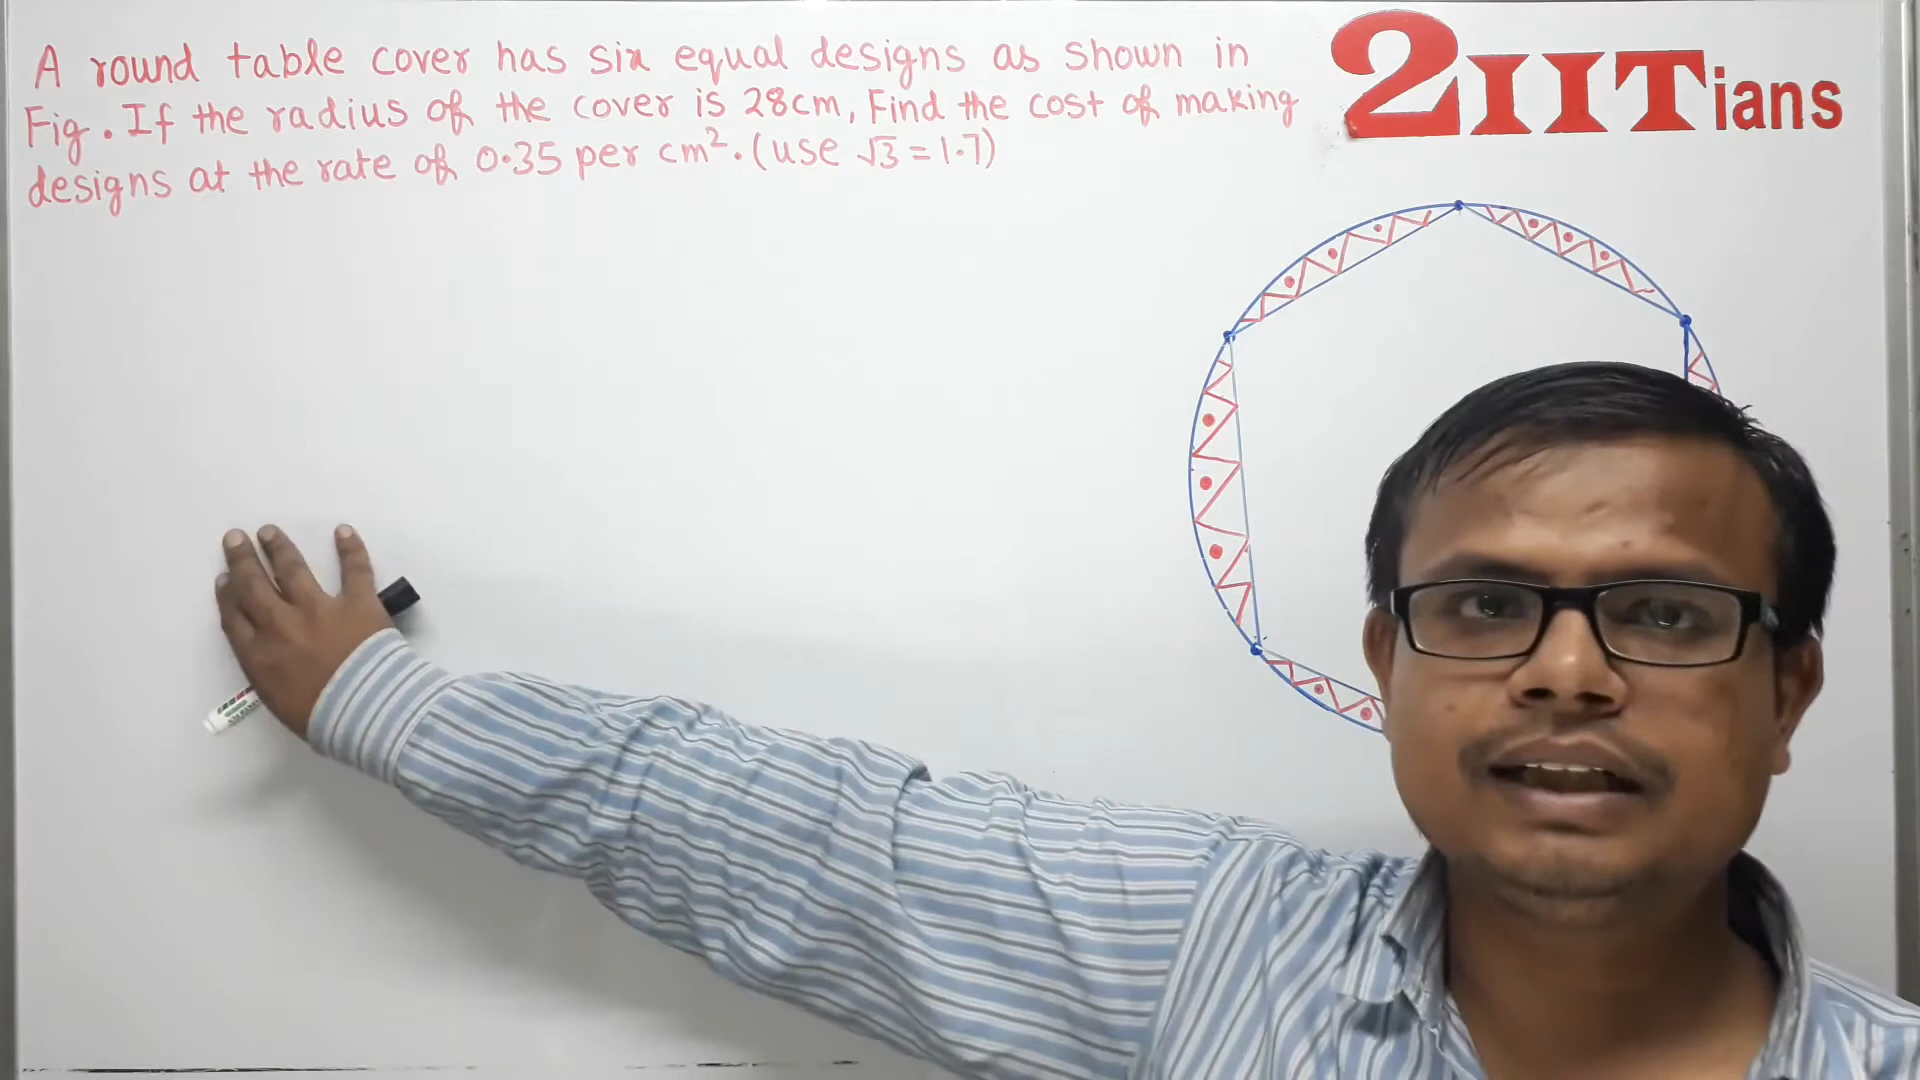 A round table cover has six equal designs as shown in
Fig. If the radius of the cover is 28cm, Find the cost of making
designs at the rate of 0.35 per cm². (use √3 = 1.7)
2IITians